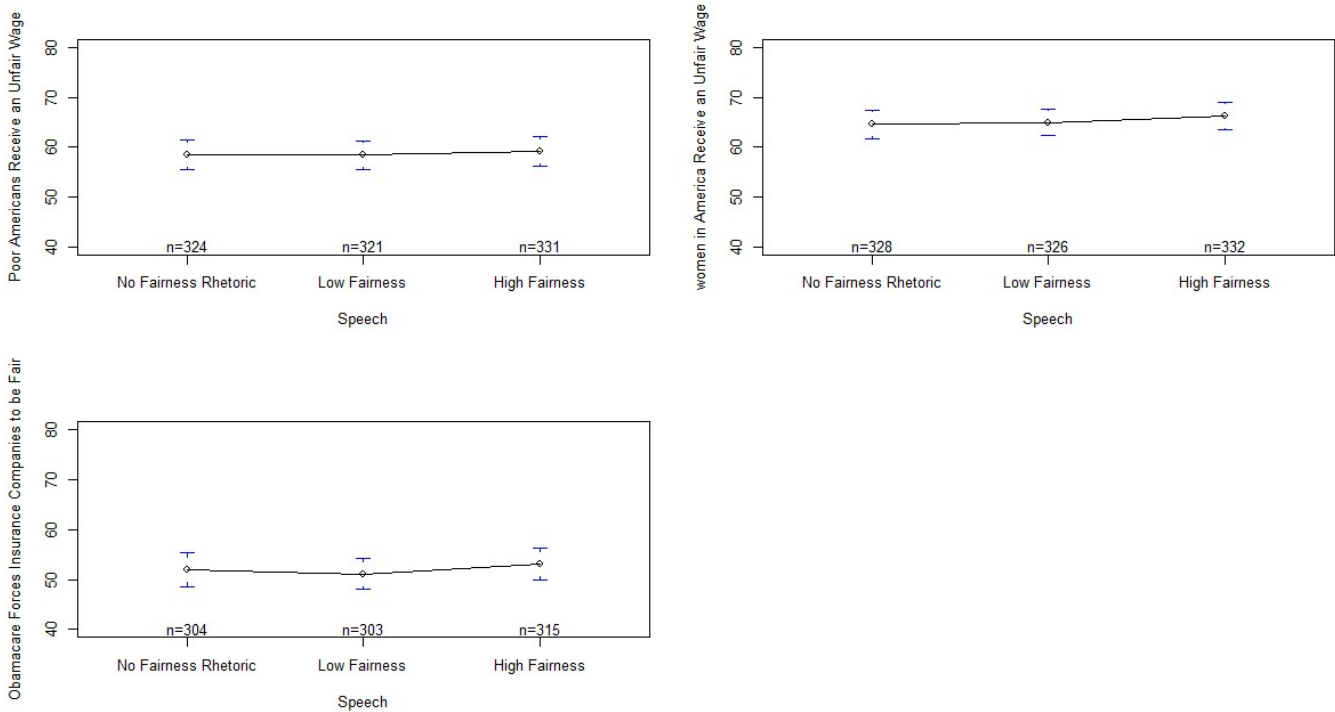 Poor Americans Receive an Unfair Wage
80
70
60
50
40
n=324 n=321 n=331
No Fairness Rhetoric Low Fairness High Fairness
Speech
women in America Receive an Unfair Wage
80
70
60
50
40
n=328 n=326 n=332
No Fairness Rhetoric Low Fairness High Fairness
Speech
Obamacare Forces Insurance Companies to be Fair
80
70
60
50
40
n=304 n=303 n=315
No Fairness Rhetoric Low Fairness High Fairness
Speech